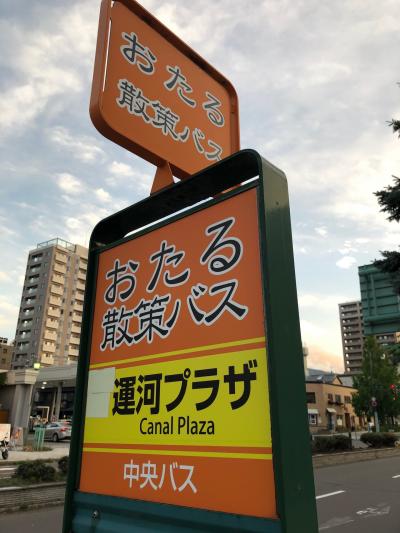 おたる
散策バス
おたる
散策バス
運河プラザ
Canal Plaza
中央バス